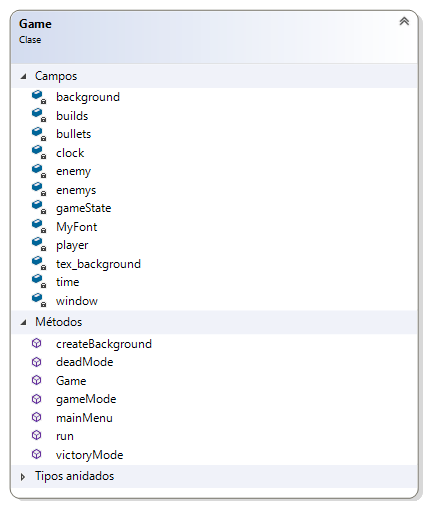 Game
Clase
Campos
background
builds
bullets
clock
enemy
enemys
gameState
MyFont
player
tex_background
time
window
Métodos
createBackground
deadMode
Game
gameMode
mainMenu
run
victoryMode
Tipos anidados